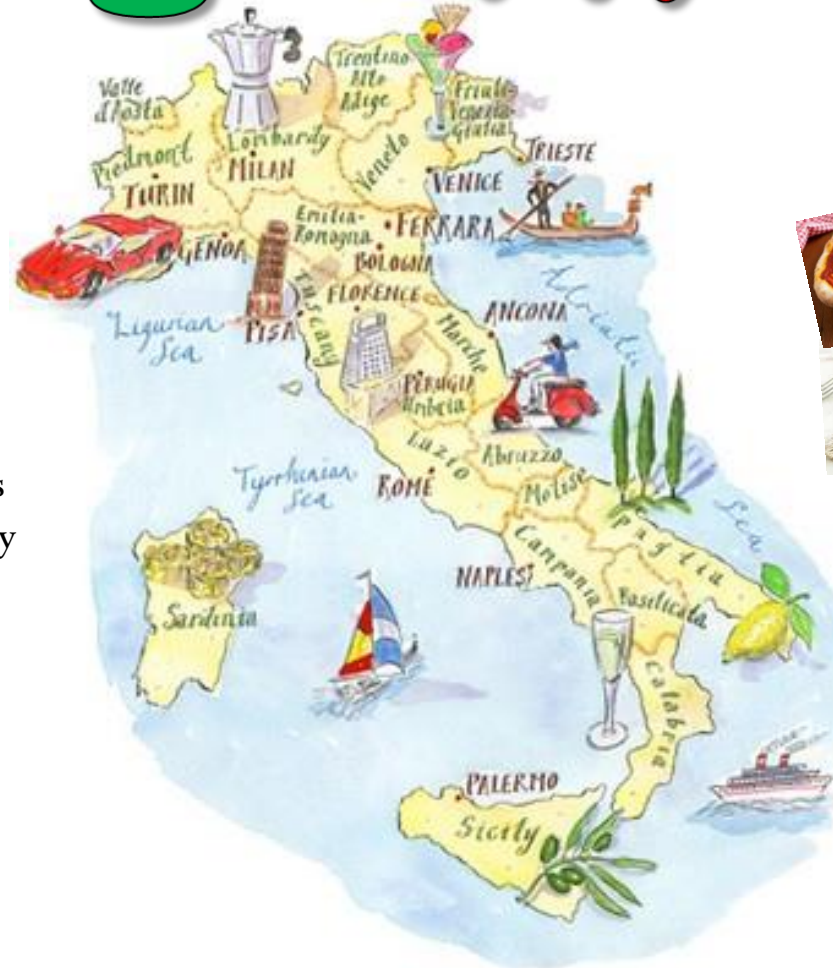 Trentino
Alto
Adige
Valle
d'Aosta
Friuli-
Venezia-
Giulia
Lombardy
Piedmont
MILAN
Veneto
TRIESTE
TURIN
VENICE
Emilia-
Romagna
FERRARA
GENOA
BOLOGNA
FLORENCE
Adriatic
Tuscany
ANCONA
Ligurian
Sea
PISA
Marche
PERUGIA
Umbria
Lazio
Abruzzo
Tyrrhenian
Sea
ROME
Molise
Sea
s
y
Puglia
Campania
NAPLES
Basilicata
Sardinia
Calabria
PALERMO
Sicily